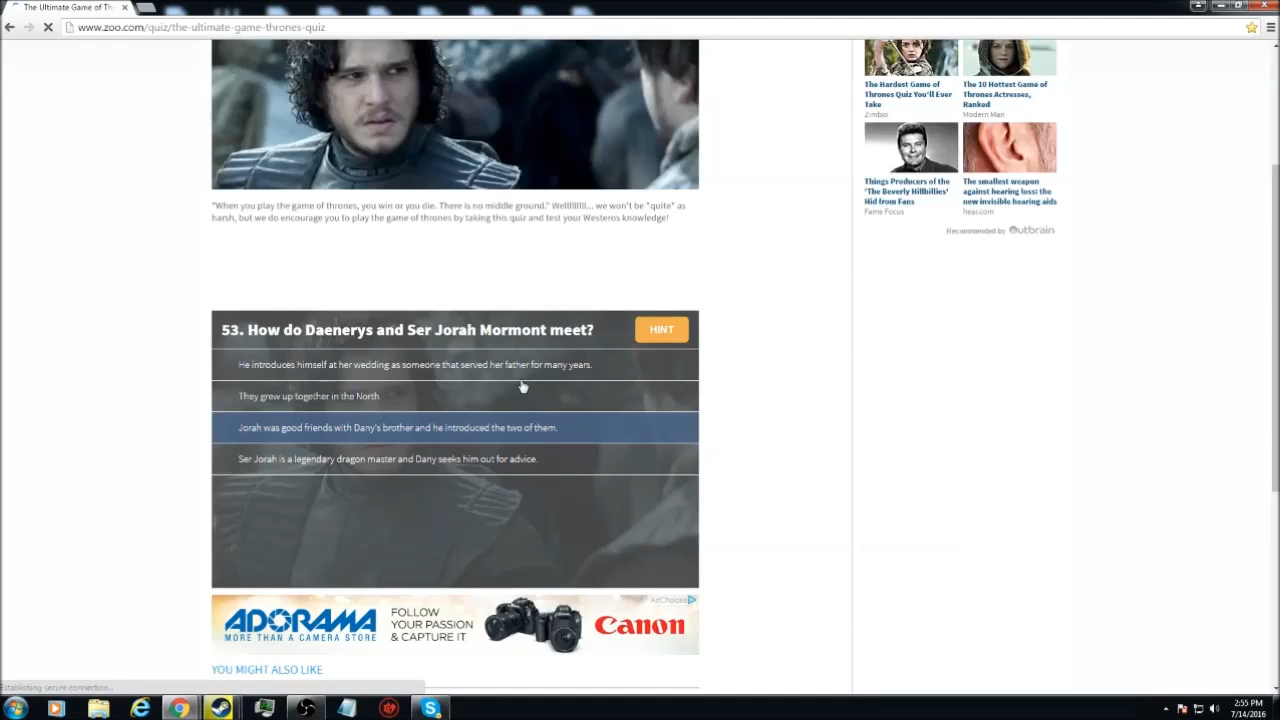 The Ultimate Game of Th
www.zoo.com/quiz/the-ultimate-game-thrones-quiz
"When you play the game of thrones, you win or you die. There is no middle ground." Wellllllll... we won't be "quite" as
harsh, but we do encourage you to play the game of thrones by taking this quiz and test your Westeros knowledge!
53. How do Daenerys and Ser Jorah Mormont meet?
HINT
He introduces himself at her wedding as someone that served her father for many years.
They grew up together in the North.
Jorah was good friends with Dany's brother and he introduced the two of them.
Ser Jorah is a legendary dragon master and Dany seeks him out for advice.
AdChoices
ADORAMA
MORE THAN A CAMERA STORE
FOLLOW
YOUR PASSION
& CAPTURE IT
Canon
YOU MIGHT ALSO LIKE
The Hardest Game of
Thrones Quiz You'll Ever
Take
Zimbio
The 10 Hottest Game of
Thrones Actresses,
Ranked
Modern Man
Things Producers of the
'The Beverly Hillbillies'
Hid from Fans
Fame Focus
The smallest weapon
against hearing loss: the
new invisible hearing aids
hear.com
Recommended by Outbrain
Establishing secure connection...
2:55 PM
7/14/2016